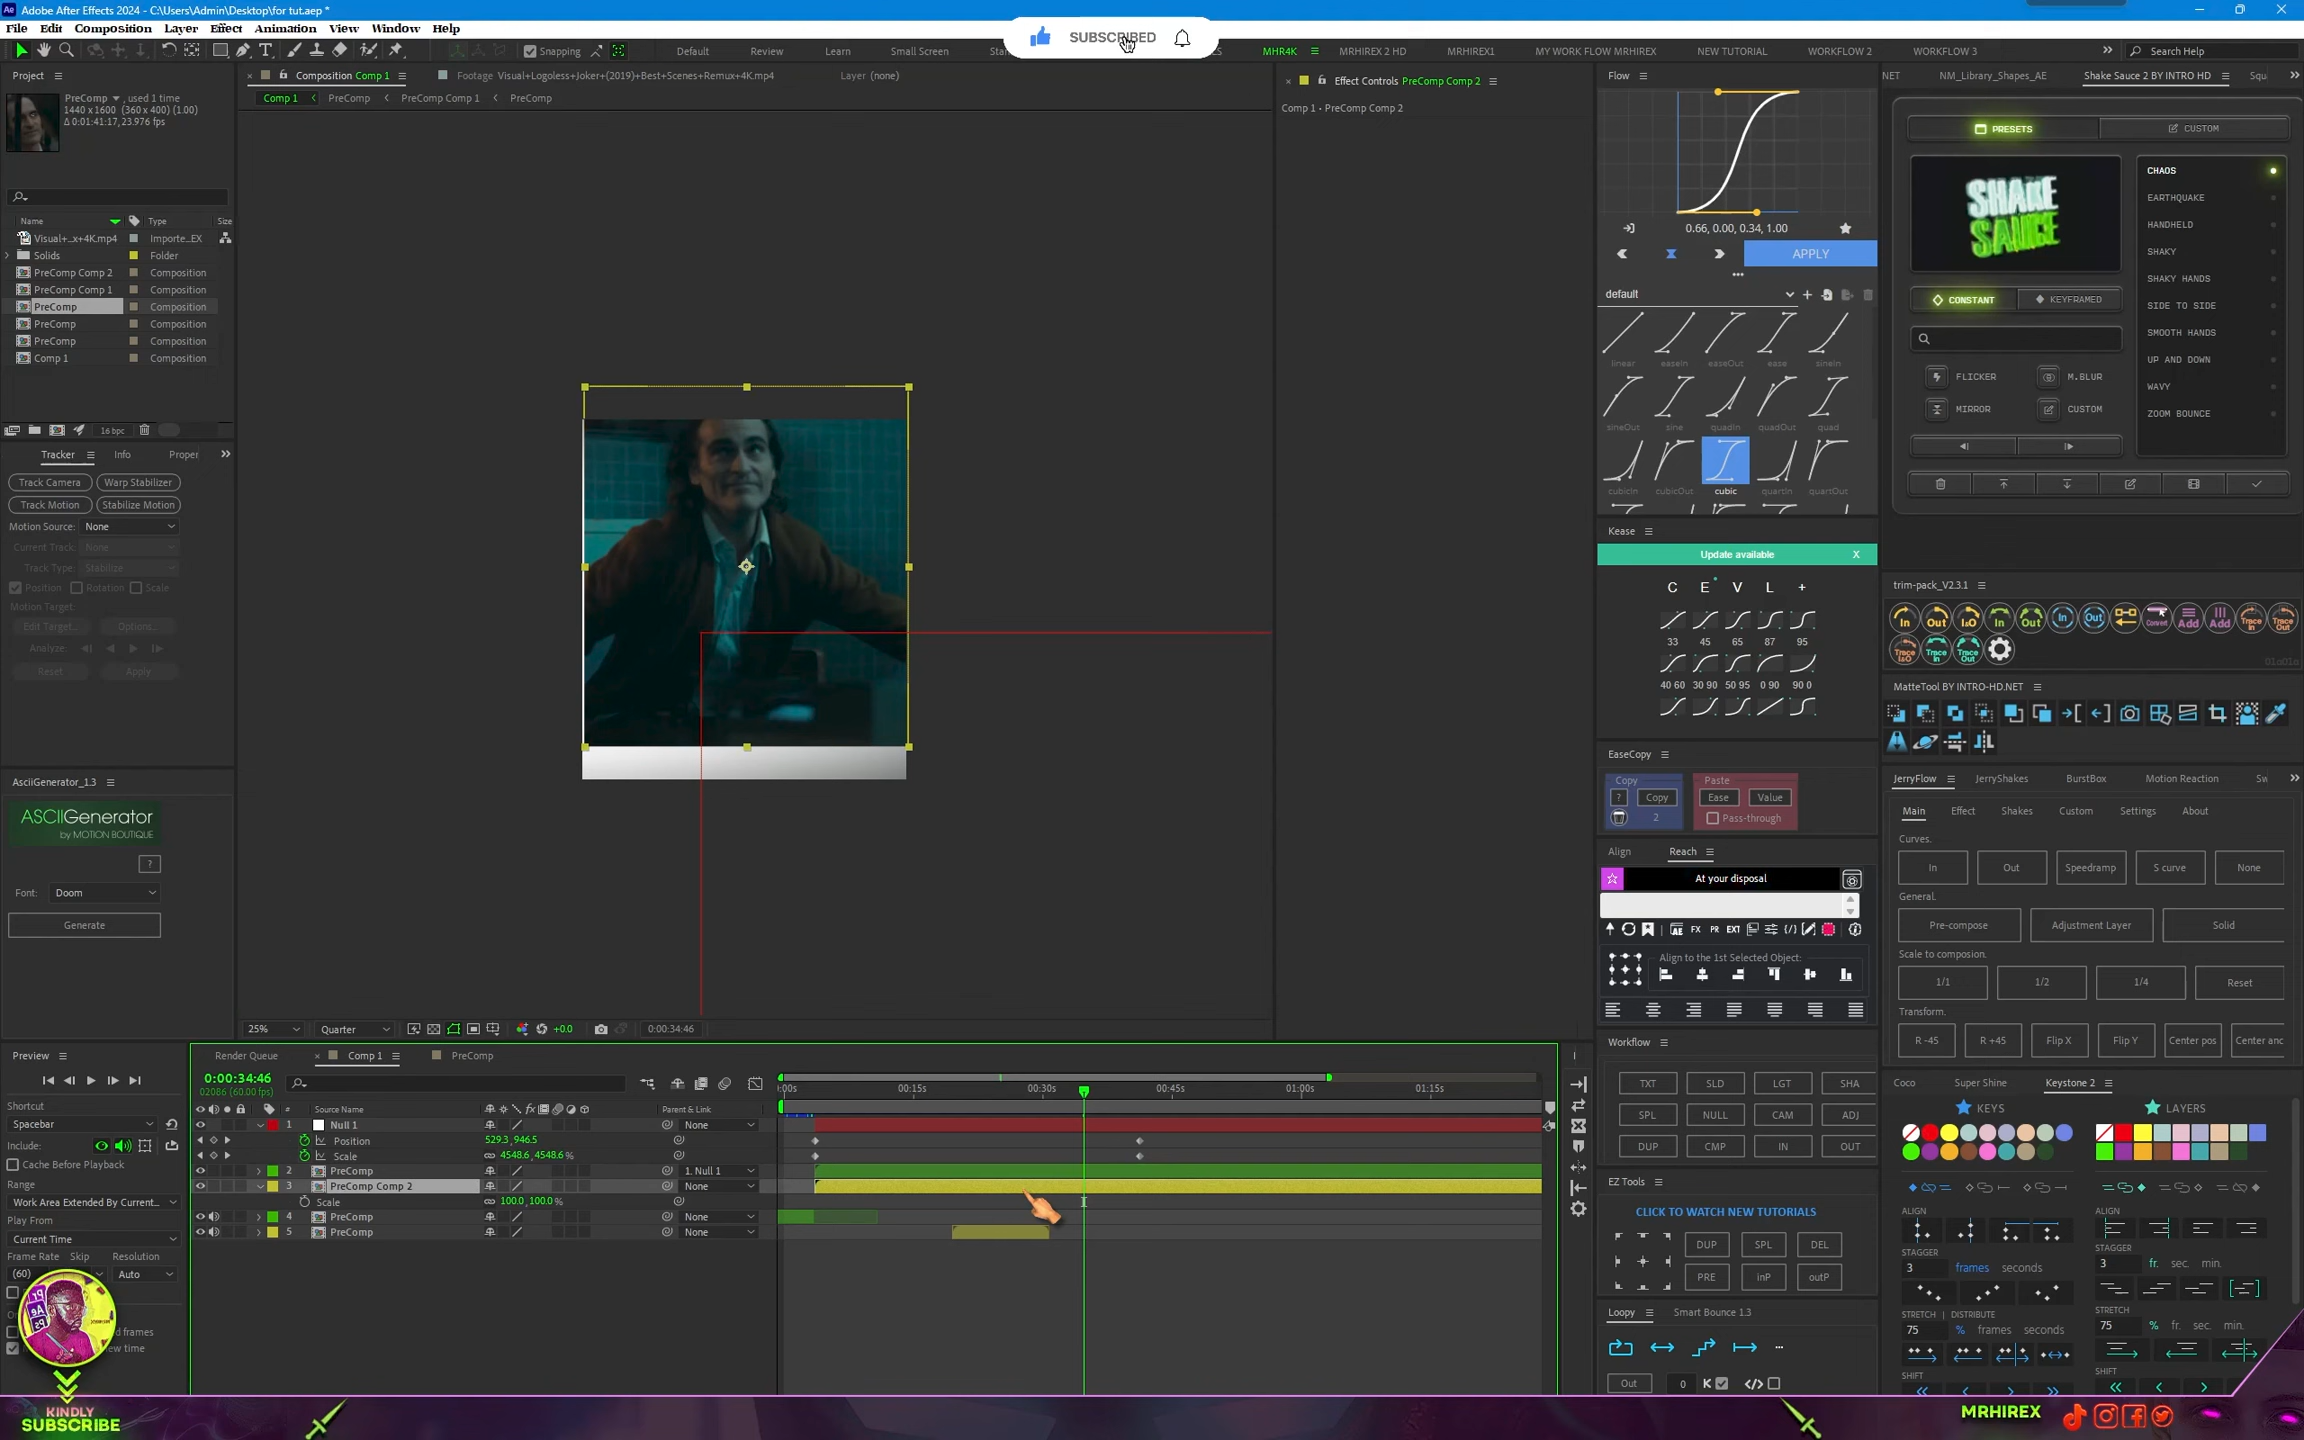 Adobe After Effects 2024 - C:\Users\Admin\Desktop\for tut.aep *
File Edit Composition Layer Effect Animation View Window Help
Snapping
Default Review Learn Small Screen
SUBSCRIBED
MHR4K MRHIREX 2 HD MRHIREX1 MY WORK FLOW MRHIREX NEW TUTORIAL WORKFLOW 2 WORKFLOW 3
Search Help
Project
PreComp , used 1 time
1440 x 1600 (360 x 400) (1.00)
Δ 0:01:41:17, 23.976 fps
Name Type Size
Visual+_x+4K.mp4 Importe_EX
Solids Folder
PreComp Comp 2 Composition
PreComp Comp 1 Composition
PreComp Composition
PreComp Composition
PreComp Composition
Comp 1 Composition
16 bpc
Tracker Info Proper
Track Camera Warp Stabilizer
Track Motion Stabilize Motion
Motion Source: None
Current Track: None
Track Type: Stabilize
Position Rotation Scale
Motion Target:
Edit Target... Options...
Analyze:
Reset Apply
AsciiGenerator_1.3
ASCIIGenerator
by MOTION BOUTIQUE
?
Font: Doom
Generate
Composition Comp 1
Footage Visual+Logoless+Joker+(2019)+Best+Scenes+Remux+4K.mp4
Layer (none)
Comp 1 PreComp PreComp Comp 1 PreComp
25% Quarter +0.0 0:00:34:46
Effect Controls PreComp Comp 2
Comp 1 • PreComp Comp 2
Flow
0.66, 0.00, 0.34, 1.00
APPLY
default
linear easeIn easeOut ease sineIn
sineOut sine quadIn quadOut quad
cubicIn cubicOut cubic quartIn quartOut
Kease
Update available X
C E V L +
33 45 65 87 95
40 60 30 90 50 95 0 90 90 0
EaseCopy
Copy Paste
? Copy Ease Value
2 Pass-through
Align Reach
At your disposal
AE FX PR EXT
Align to the 1st Selected Object:
Workflow
TXT SLD LGT SHA
SPL NULL CAM ADJ
DUP CMP IN OUT
EZ Tools
CLICK TO WATCH NEW TUTORIALS
DUP SPL DEL
PRE inP outP
Loopy Smart Bounce 1.3
Out 0 K
NET NM_Library_Shapes_AE Shake Sauce 2 BY INTRO HD Squ
PRESETS CUSTOM
SHAKE
SAUCE
CHAOS
EARTHQUAKE
HANDHELD
SHAKY
SHAKY HANDS
SIDE TO SIDE
SMOOTH HANDS
UP AND DOWN
WAVY
ZOOM BOUNCE
CONSTANT KEYFRAMED
FLICKER M.BLUR
MIRROR CUSTOM
trim-pack_V2.3.1
In Out I&O In Out In Out Convert Add Add Trace In Trace Out
Trace I&O Trace In Trace Out
MatteTool BY INTRO-HD.NET
JerryFlow JerryShakes BurstBox Motion Reaction Sw
Main Effect Shakes Custom Settings About
Curves.
In Out Speedramp S curve None
General.
Pre-compose Adjustment Layer Solid
Scale to composion.
1/1 1/2 1/4 Reset
Transform.
R -45 R +45 Flip X Flip Y Center pos Center anc
Coco Super Shine Keystone 2
KEYS LAYERS
ALIGN ALIGN
STAGGER STAGGER
3 frames seconds 3 fr. sec. min.
STRETCH | DISTRIBUTE STRETCH
75 % frames seconds 75 % fr. sec. min.
SHIFT SHIFT
Preview
Shortcut
Spacebar
Include:
Cache Before Playback
Range
Work Area Extended By Current...
Play From
Current Time
Frame Rate Skip Resolution
(60) Auto
Render Queue Comp 1 PreComp
0:00:34:46
02086 (60.00 fps)
:00s 00:15s 00:30s 00:45s 01:00s 01:15s
# Source Name Parent & Link
1 Null 1 None
Position 529.3, 946.5
Scale 4548.6, 4548.6 %
2 PreComp 1. Null 1
3 PreComp Comp 2 None
Scale 100.0, 100.0 %
4 PreComp None
5 PreComp None
Pr
Ae
Ps
KINDLY
SUBSCRIBE
MRHIREX